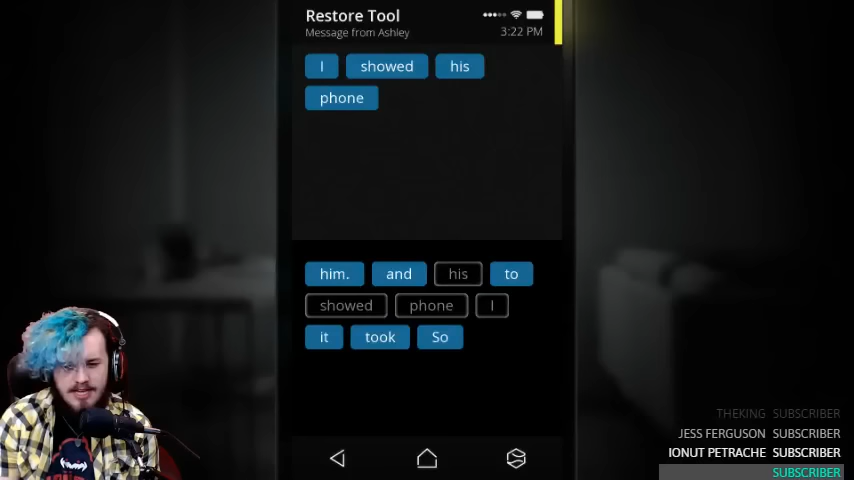 Restore Tool
Message from Ashley
3:22 PM
I showed his
phone
him. and his to
showed phone I
it took So
THEKING SUBSCRIBER
JESS FERGUSON SUBSCRIBER
IONUT PETRACHE SUBSCRIBER
SUBSCRIBER